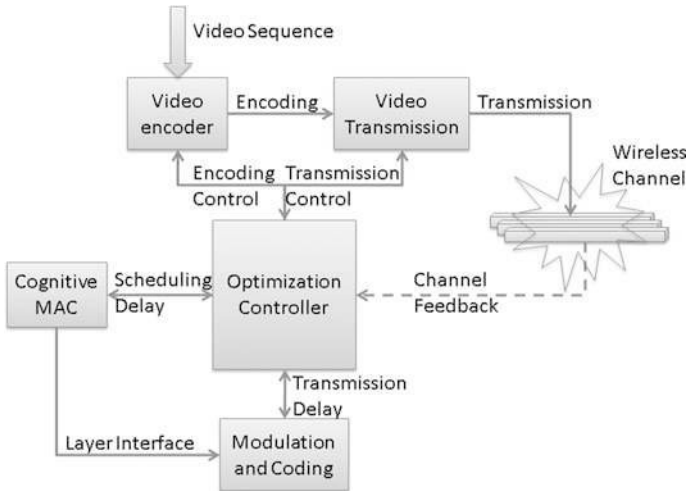 Video Sequence
Video
encoder
Encoding
Video
Transmission
Transmission
Wireless
Channel
Encoding
Control
Transmission
Control
Cognitive
MAC
Scheduling
Delay
Optimization
Controller
Channel
Feedback
Transmission
Delay
Layer Interface
Modulation
and Coding